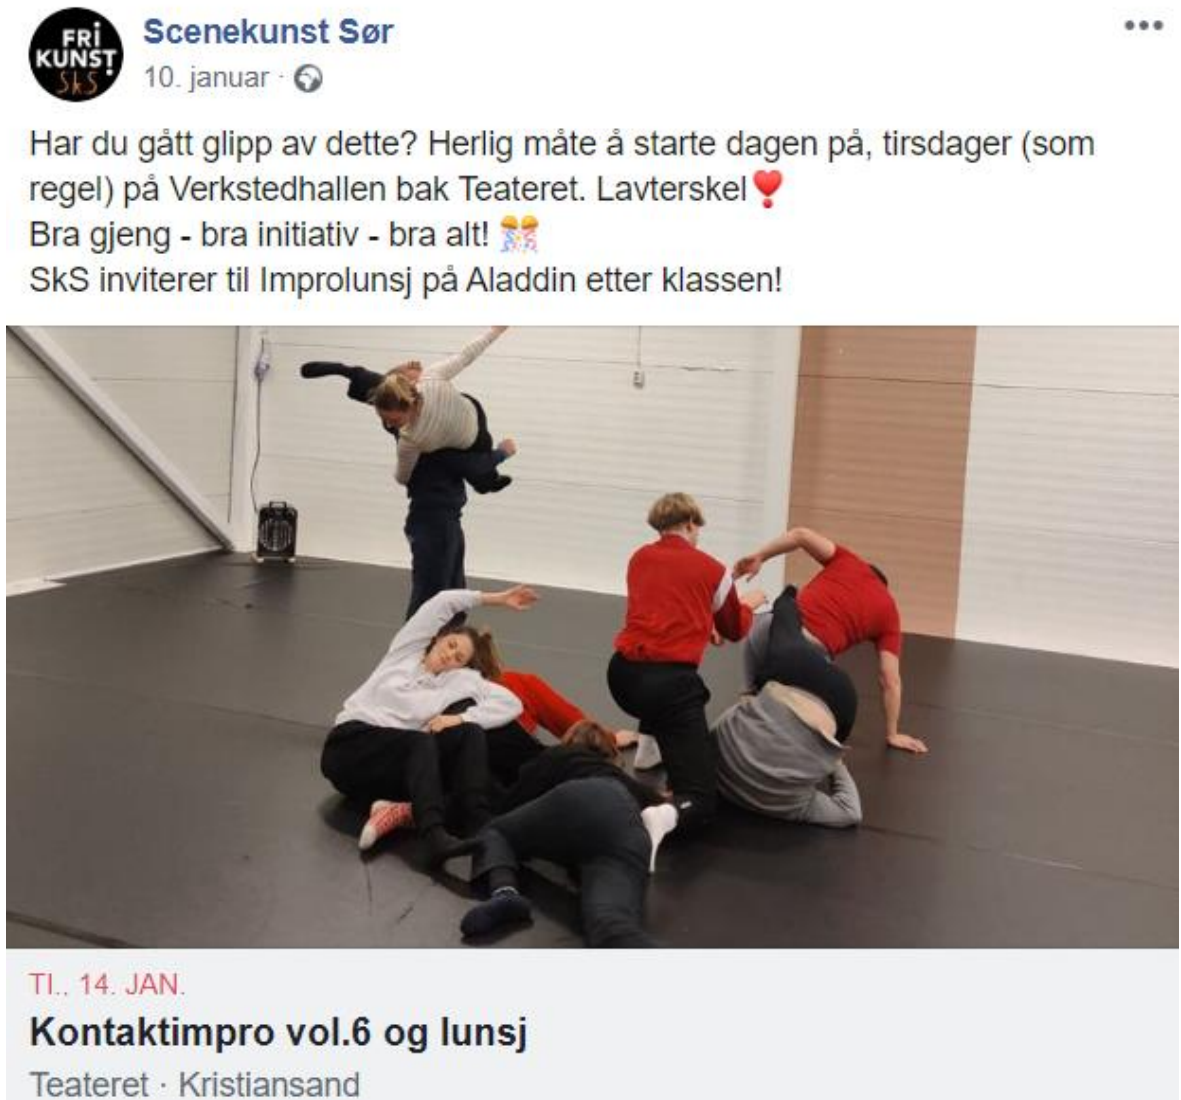 FRi
KUNST
SkS
Scenekunst Sør
10. januar ·
Har du gått glipp av dette? Herlig måte å starte dagen på, tirsdager (som
regel) på Verkstedhallen bak Teateret. Lavterskel❣️
Bra gjeng - bra initiativ - bra alt! 🎊
SkS inviterer til Improlunsj på Aladdin etter klassen!
TI., 14. JAN.
Kontaktimpro vol.6 og lunsj
Teateret · Kristiansand